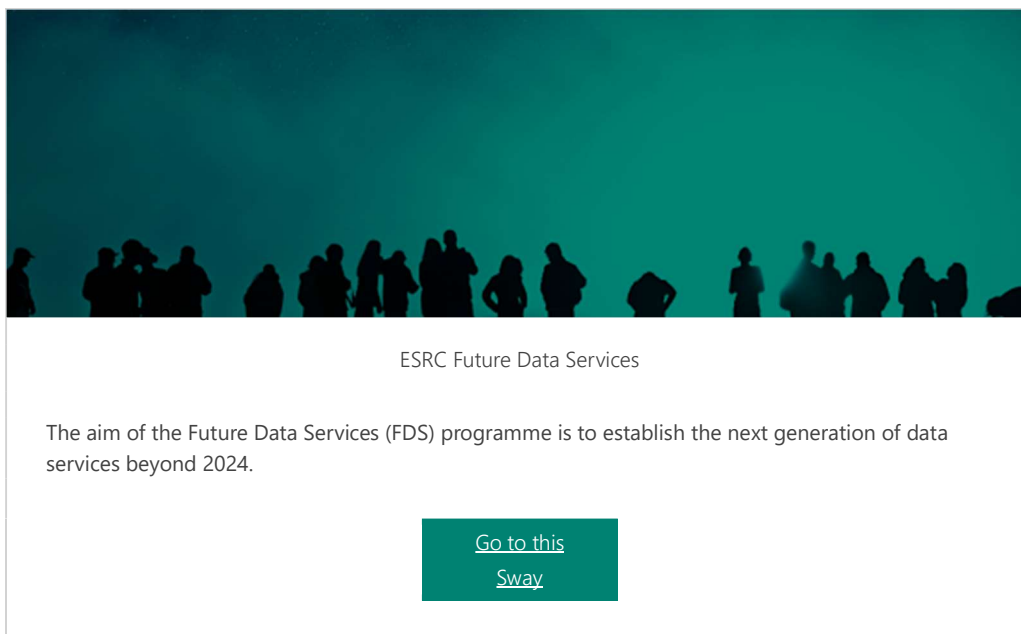 ESRC Future Data Services
The aim of the Future Data Services (FDS) programme is to establish the next generation of data
services beyond 2024.
Go to this
Sway